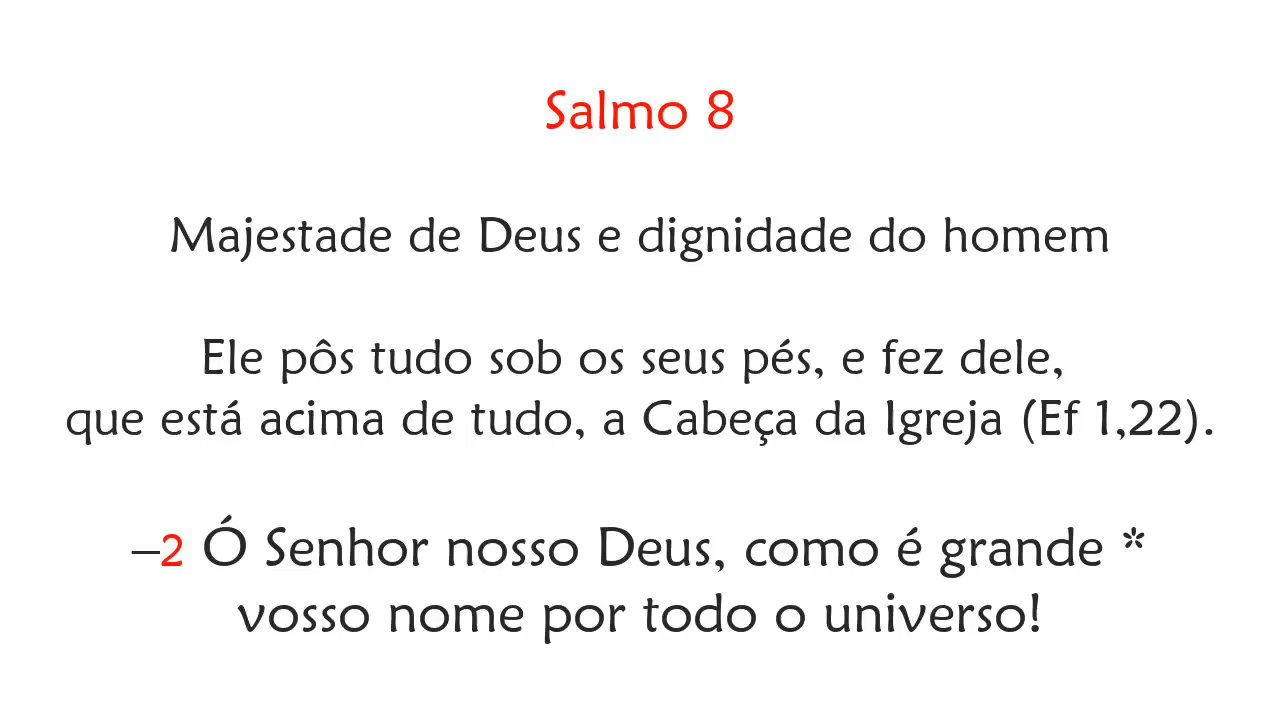 Salmo 8
Majestade de Deus e dignidade do homem
Ele pôs tudo sob os seus pés, e fez dele,
que está acima de tudo, a Cabeça da Igreja (Ef 1,22).
–2 Ó Senhor nosso Deus, como é grande *
vosso nome por todo o universo!